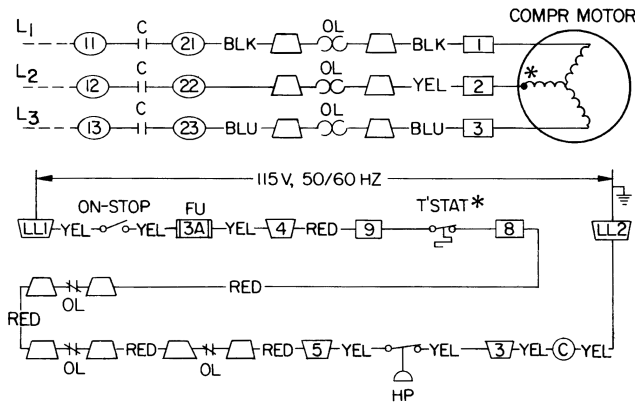 COMPR MOTOR
L1 11 C 21 BLK OL BLK 1
L2 12 C 22 OL YEL 2 *
L3 13 C 23 BLU OL BLU 3
115V, 50/60 HZ
ON-STOP FU T'STAT*
LL1 YEL YEL 3A YEL 4 RED 9 8 LL2
RED
OL
RED
RED RED 5 YEL YEL 3 YEL C YEL
OL OL
HP